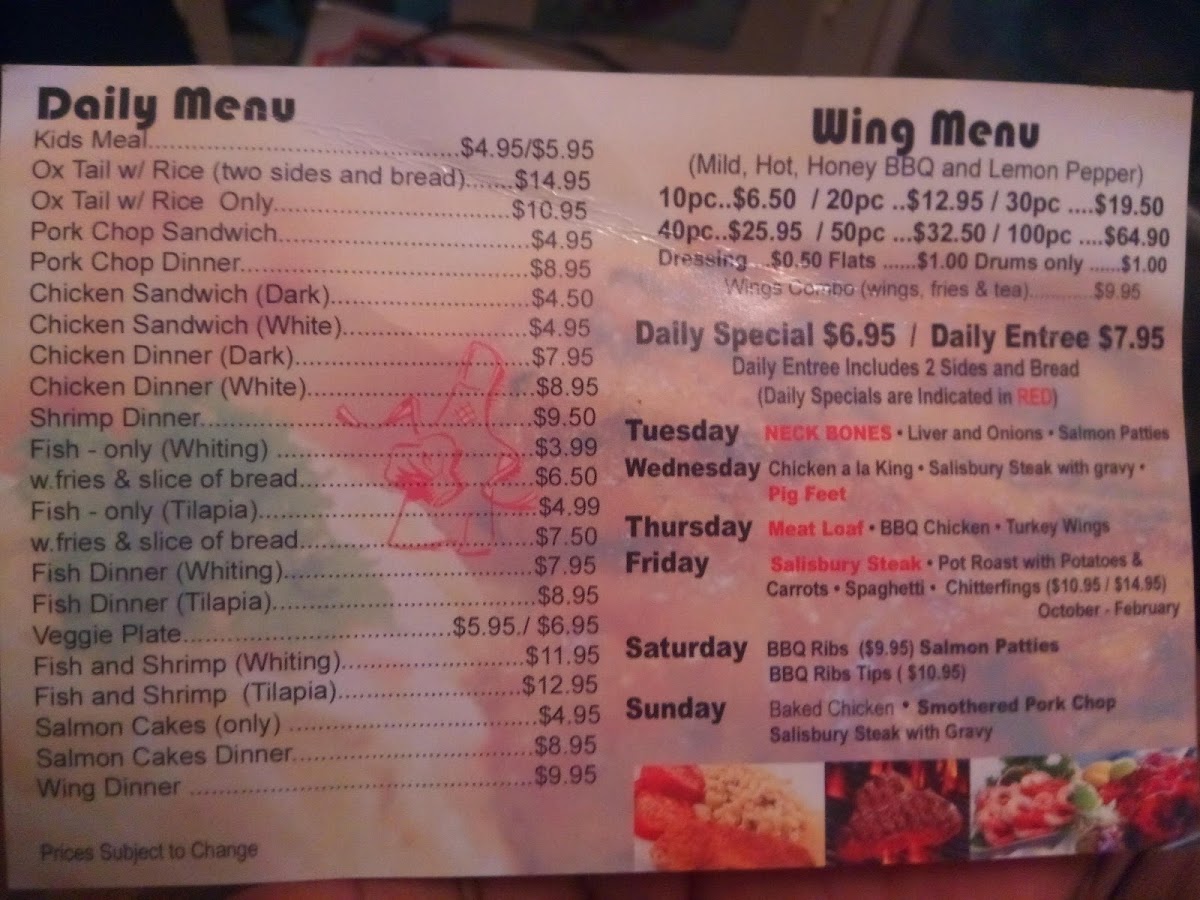 Daily Menu
Kids Meal..........................................$4.95/$5.95
Ox Tail w/ Rice (two sides and bread).......$14.95
Ox Tail w/ Rice Only................................$10.95
Pork Chop Sandwich..................................$4.95
Pork Chop Dinner.......................................$8.95
Chicken Sandwich (Dark)...........................$4.50
Chicken Sandwich (White).........................$4.95
Chicken Dinner (Dark)................................$7.95
Chicken Dinner (White)..............................$8.95
Shrimp Dinner.............................................$9.50
Fish - only (Whiting) ..................................$3.99
w.fries & slice of bread...............................$6.50
Fish - only (Tilapia).....................................$4.99
w.fries & slice of bread...............................$7.50
Fish Dinner (Whiting).................................$7.95
Fish Dinner (Tilapia)...................................$8.95
Veggie Plate.....................................$5.95./ $6.95
Fish and Shrimp (Whiting).........................$11.95
Fish and Shrimp (Tilapia).........................$12.95
Salmon Cakes (only) .................................$4.95
Salmon Cakes Dinner.................................$8.95
Wing Dinner ..............................................$9.95
Prices Subject to Change
Wing Menu
(Mild, Hot, Honey BBQ and Lemon Pepper)
10pc..$6.50 / 20pc ..$12.95 / 30pc ....$19.50
40pc..$25.95 / 50pc ...$32.50 / 100pc ....$64.90
Dressing....$0.50 Flats ......$1.00 Drums only ......$1.00
Wings Combo (wings, fries & tea)............$9.95
Daily Special $6.95 / Daily Entree $7.95
Daily Entree Includes 2 Sides and Bread
(Daily Specials are Indicated in RED)
Tuesday NECK BONES • Liver and Onions • Salmon Patties
Wednesday Chicken a la King • Salisbury Steak with gravy •
Pig Feet
Thursday Meat Loaf • BBQ Chicken • Turkey Wings
Friday Salisbury Steak • Pot Roast with Potatoes &
Carrots • Spaghetti • Chitterfings ($10.95 / $14.95)
October - February
Saturday BBQ Ribs ($9.95) Salmon Patties
BBQ Ribs Tips ( $10.95)
Sunday Baked Chicken • Smothered Pork Chop
Salisbury Steak with Gravy